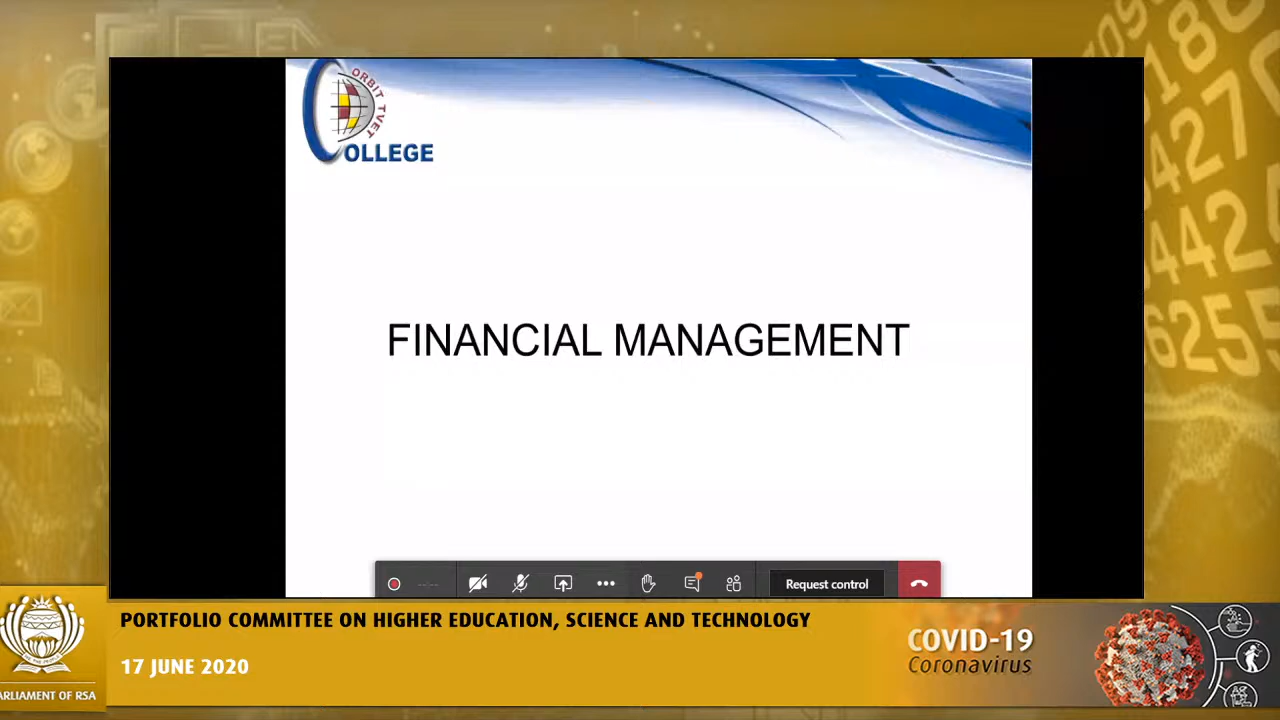 ORBIT TVET
COLLEGE
FINANCIAL MANAGEMENT
Request control
PORTFOLIO COMMITTEE ON HIGHER EDUCATION, SCIENCE AND TECHNOLOGY
17 JUNE 2020
COVID-19
Coronavirus
ARLIAMENT OF RSA